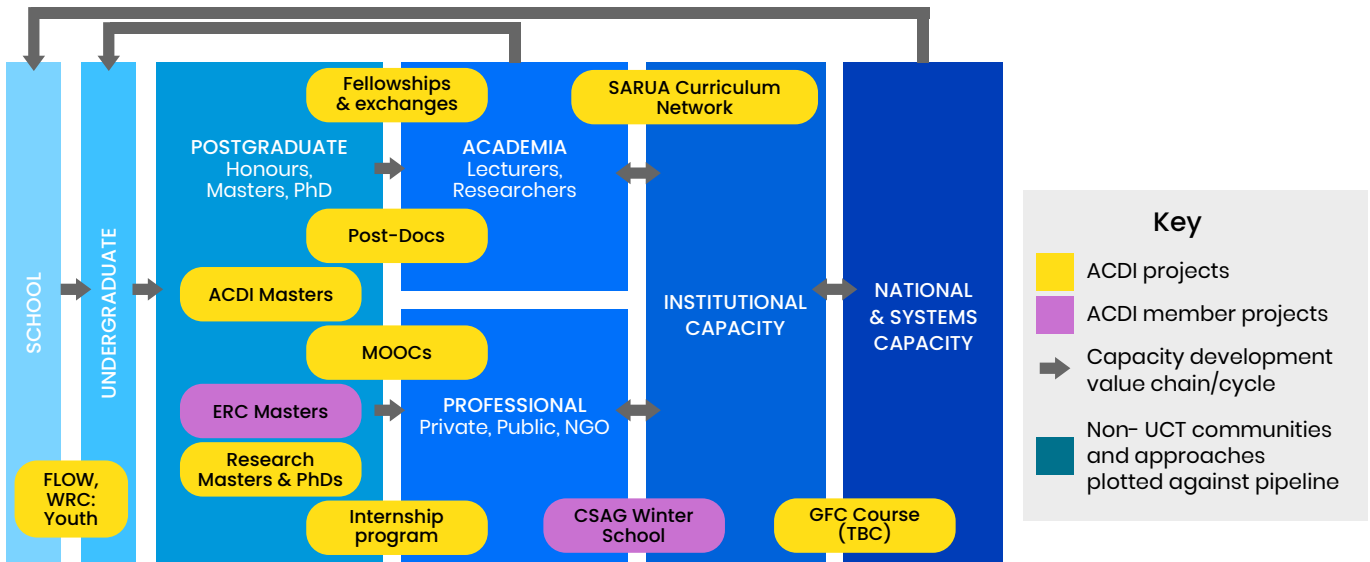 Fellowships
& exchanges
SARUA Curriculum
Network
POSTGRADUATE
Honours,
Masters, PhD
ACADEMIA
Lecturers,
Researchers
Post-Docs
SCHOOL
UNDERGRADUATE
ACDI Masters
INSTITUTIONAL
CAPACITY
NATIONAL
& SYSTEMS
CAPACITY
MOOCs
ERC Masters
PROFESSIONAL
Private, Public, NGO
Research
Masters & PhDs
FLOW,
WRC:
Youth
Internship
program
CSAG Winter
School
GFC Course
(TBC)
Key
ACDI projects
ACDI member projects
Capacity development
value chain/cycle
Non- UCT communities
and approaches
plotted against pipeline